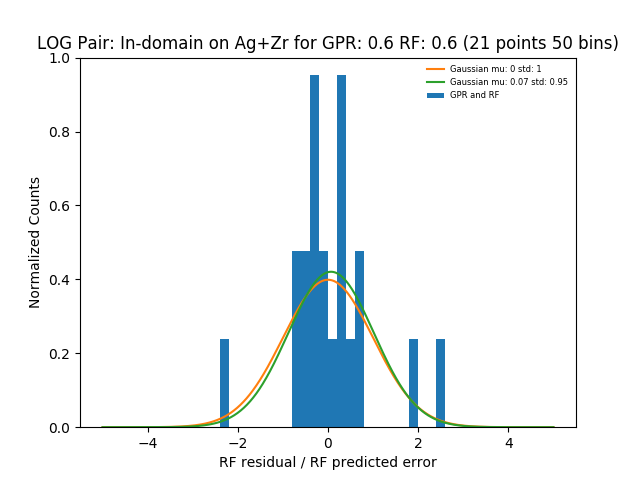 LOG Pair: In-domain on Ag+Zr for GPR: 0.6 RF: 0.6 (21 points 50 bins)
Gaussian mu: 0 std: 1
Gaussian mu: 0.07 std: 0.95
GPR and RF
Normalized Counts
1.0
0.8
0.6
0.4
0.2
0.0
−4 −2 0 2 4
RF residual / RF predicted error